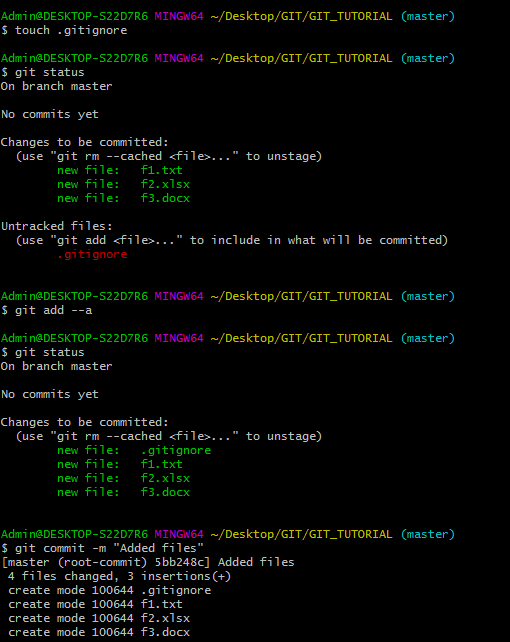 Admin@DESKTOP-S22D7R6 MINGW64 ~/Desktop/GIT/GIT_TUTORIAL (master)
$ touch .gitignore
Admin@DESKTOP-S22D7R6 MINGW64 ~/Desktop/GIT/GIT_TUTORIAL (master)
$ git status
On branch master
No commits yet
Changes to be committed:
  (use "git rm --cached <file>..." to unstage)
        new file:   f1.txt
        new file:   f2.xlsx
        new file:   f3.docx
Untracked files:
  (use "git add <file>..." to include in what will be committed)
        .gitignore
Admin@DESKTOP-S22D7R6 MINGW64 ~/Desktop/GIT/GIT_TUTORIAL (master)
$ git add --a
Admin@DESKTOP-S22D7R6 MINGW64 ~/Desktop/GIT/GIT_TUTORIAL (master)
$ git status
On branch master
No commits yet
Changes to be committed:
  (use "git rm --cached <file>..." to unstage)
        new file:   .gitignore
        new file:   f1.txt
        new file:   f2.xlsx
        new file:   f3.docx
Admin@DESKTOP-S22D7R6 MINGW64 ~/Desktop/GIT/GIT_TUTORIAL (master)
$ git commit -m "Added files"
[master (root-commit) 5bb248c] Added files
 4 files changed, 3 insertions(+)
 create mode 100644 .gitignore
 create mode 100644 f1.txt
 create mode 100644 f2.xlsx
 create mode 100644 f3.docx